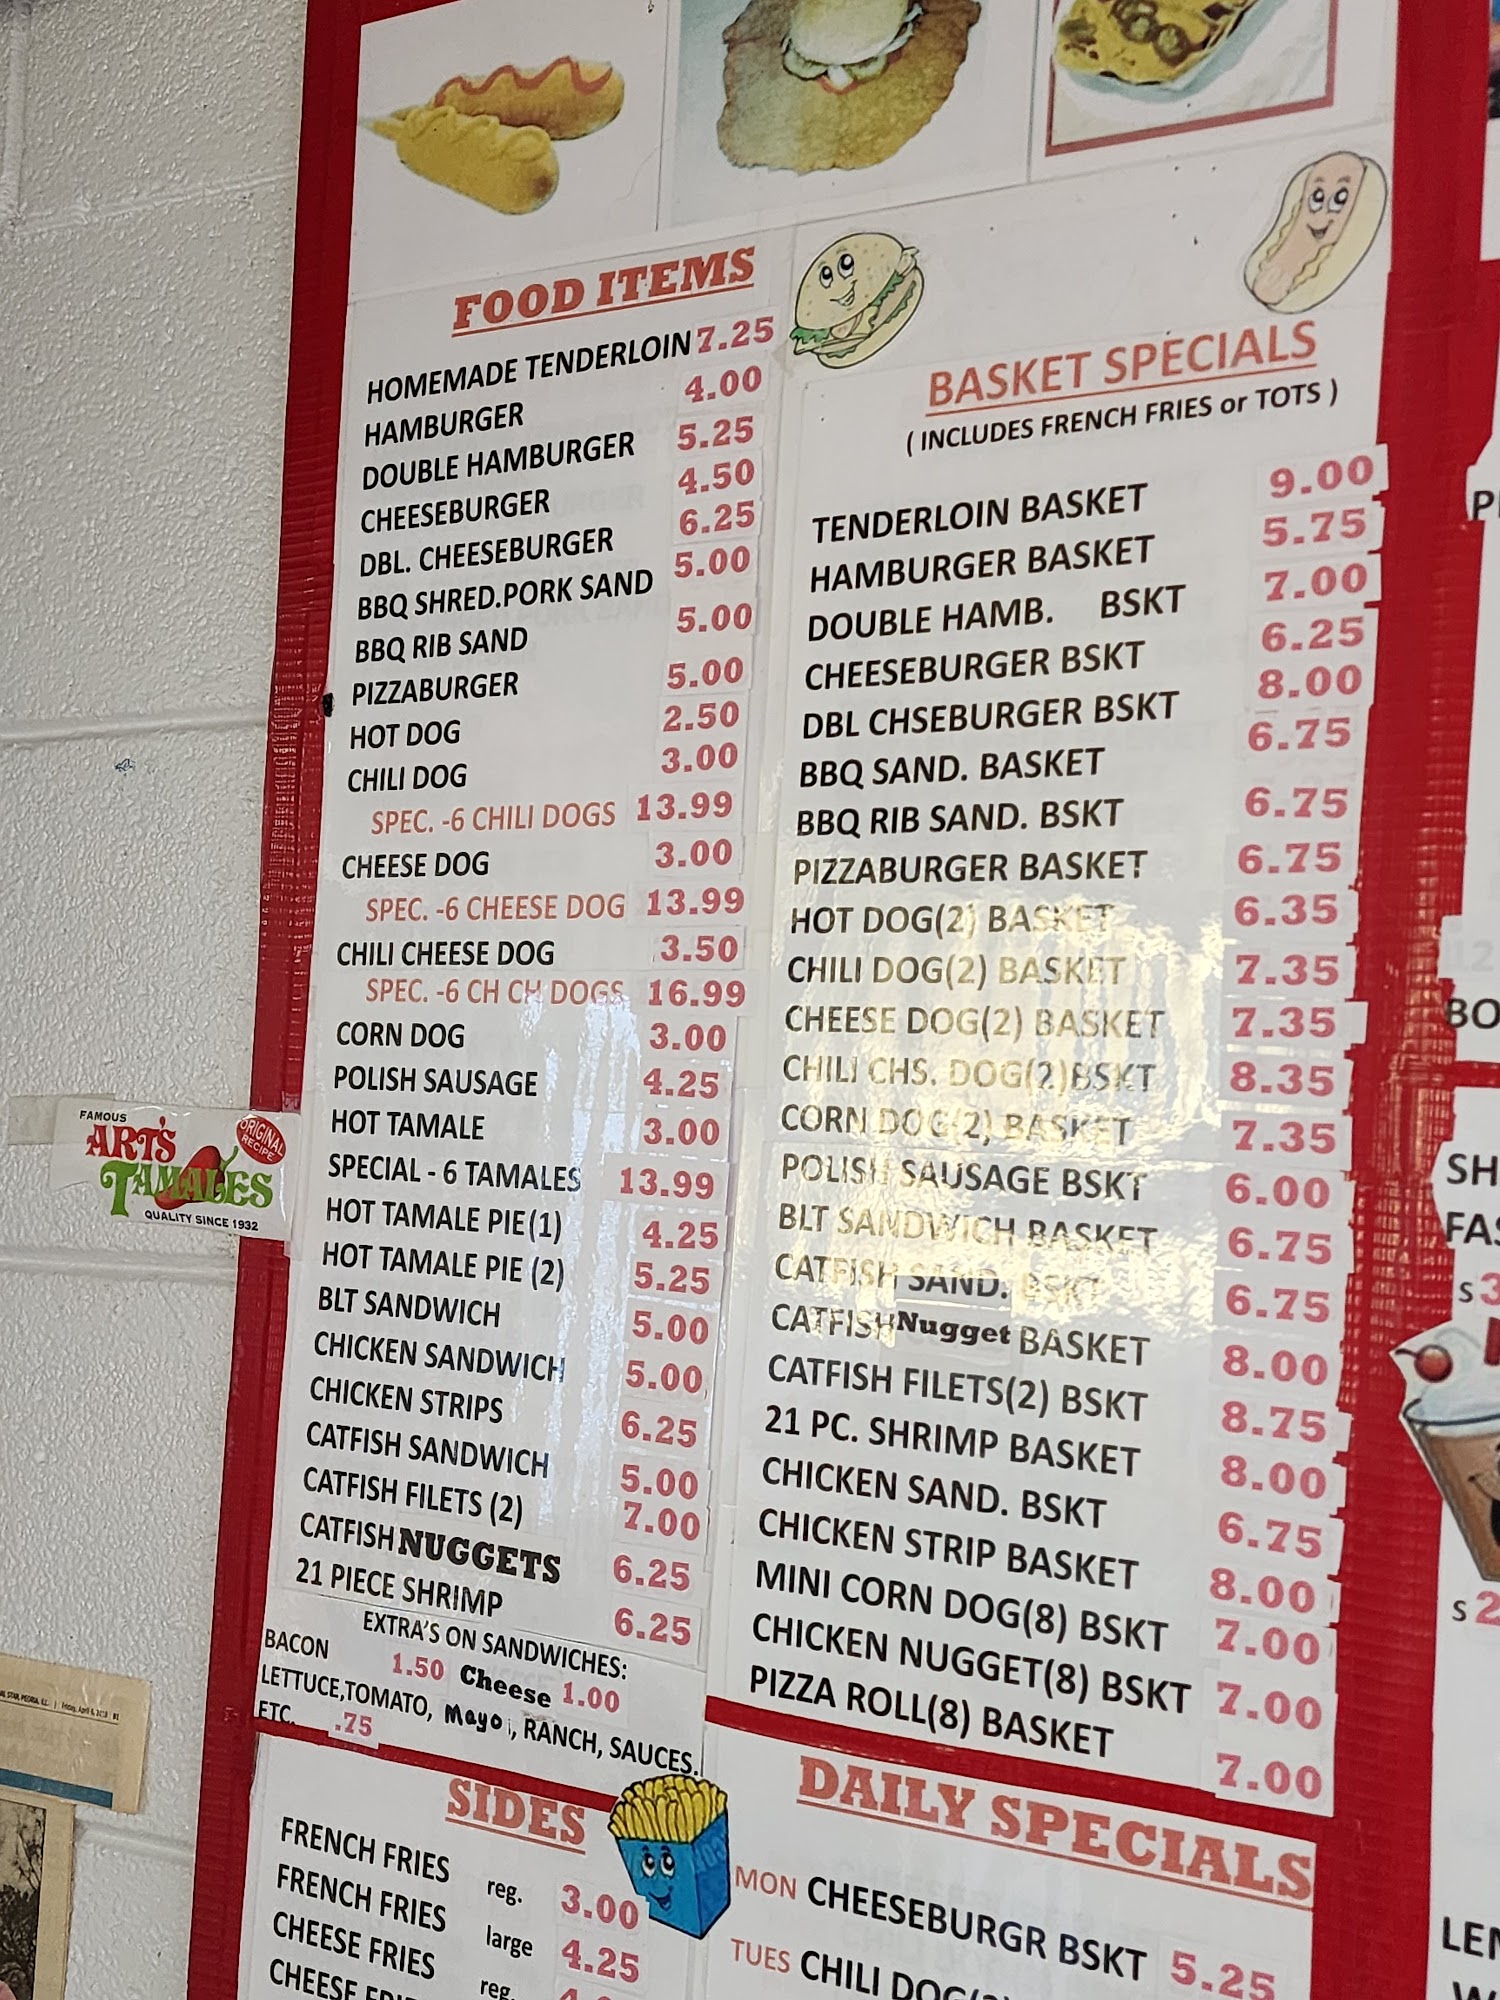 FOOD ITEMS
HOMEMADE TENDERLOIN 7.25
HAMBURGER 4.00
DOUBLE HAMBURGER 5.25
CHEESEBURGER 4.50
DBL. CHEESEBURGER 6.25
BBQ SHRED.PORK SAND 5.00
BBQ RIB SAND 5.00
PIZZABURGER 5.00
HOT DOG 2.50
CHILI DOG 3.00
SPEC. -6 CHILI DOGS 13.99
CHEESE DOG 3.00
SPEC. -6 CHEESE DOG 13.99
CHILI CHEESE DOG 3.50
SPEC. -6 CH CH DOGS 16.99
CORN DOG 3.00
POLISH SAUSAGE 4.25
HOT TAMALE 3.00
SPECIAL - 6 TAMALES 13.99
HOT TAMALE PIE(1) 4.25
HOT TAMALE PIE (2) 5.25
BLT SANDWICH 5.00
CHICKEN SANDWICH 5.00
CHICKEN STRIPS 6.25
CATFISH SANDWICH 5.00
CATFISH FILETS (2) 7.00
CATFISH NUGGETS 6.25
21 PIECE SHRIMP 6.25
EXTRA'S ON SANDWICHES:
BACON 1.50 Cheese 1.00
LETTUCE,TOMATO, Mayo, RANCH, SAUCES.
ETC. .75
SIDES
FRENCH FRIES reg. 3.00
FRENCH FRIES large 4.25
CHEESE FRIES reg.
CHEESE
BASKET SPECIALS
( INCLUDES FRENCH FRIES or TOTS )
TENDERLOIN BASKET 9.00
HAMBURGER BASKET 5.75
DOUBLE HAMB. BSKT 7.00
CHEESEBURGER BSKT 6.25
DBL CHSEBURGER BSKT 8.00
BBQ SAND. BASKET 6.75
BBQ RIB SAND. BSKT 6.75
PIZZABURGER BASKET 6.75
HOT DOG(2) BASKET 6.35
CHILI DOG(2) BASKET 7.35
CHEESE DOG(2) BASKET 7.35
CHILI CHS. DOG(2)BSKT 8.35
CORN DOG(2) BASKET 7.35
POLISH SAUSAGE BSKT 6.00
BLT SANDWICH BASKET 6.75
CATFISH SAND. BSKT 6.75
CATFISH Nugget BASKET 8.00
CATFISH FILETS(2) BSKT 8.75
21 PC. SHRIMP BASKET 8.00
CHICKEN SAND. BSKT 6.75
CHICKEN STRIP BASKET 8.00
MINI CORN DOG(8) BSKT 7.00
CHICKEN NUGGET(8) BSKT 7.00
PIZZA ROLL(8) BASKET 7.00
DAILY SPECIALS
MON CHEESEBURGR BSKT 5.25
TUES CHILI DOG
FAMOUS
ART'S
TAMALES
ORIGINAL
RECIPE
QUALITY SINCE 1932
BO
SH